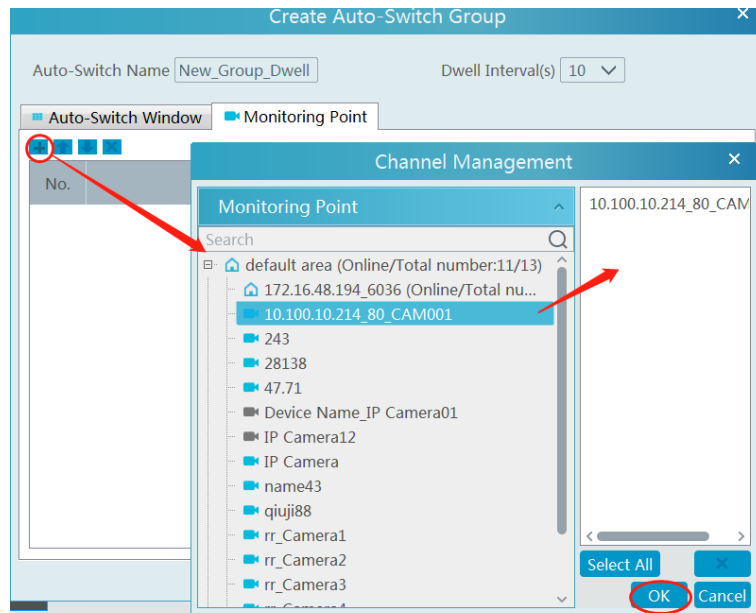 Create Auto-Switch Group
Auto-Switch Name New_Group_Dwell Dwell Interval(s) 10
Auto-Switch Window Monitoring Point
No.
Channel Management
Monitoring Point
Search
default area (Online/Total number:11/13)
172.16.48.194_6036 (Online/Total nu...
10.100.10.214_80_CAM001
243
28138
47.71
Device Name_IP Camera01
IP Camera12
IP Camera
name43
qiuji88
rr_Camera1
rr_Camera2
rr_Camera3
10.100.10.214_80_CAM
Select All
OK Cancel